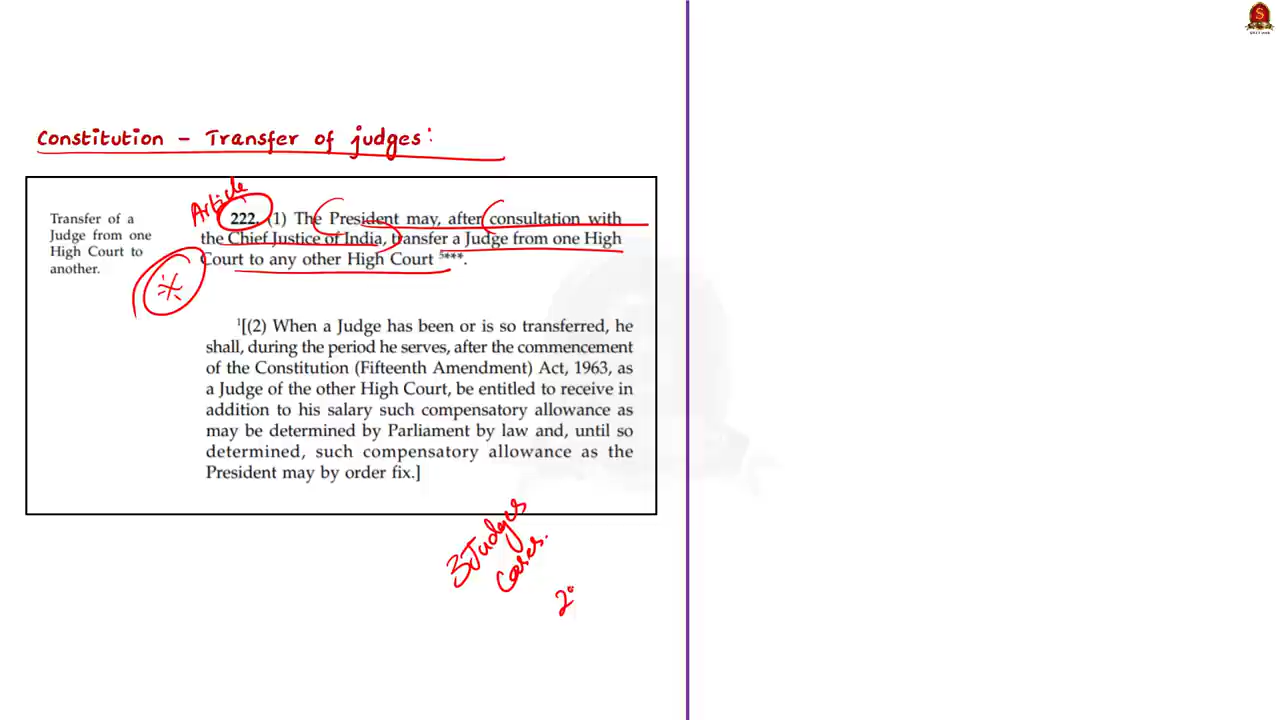 Constitution - Transfer of judges:
Article
Transfer of a
Judge from one
High Court to
another.
222. (1) The President may, after consultation with
the Chief Justice of India, transfer a Judge from one High
Court to any other High Court ⁵***.
¹[(2) When a Judge has been or is so transferred, he
shall, during the period he serves, after the commencement
of the Constitution (Fifteenth Amendment) Act, 1963, as
a Judge of the other High Court, be entitled to receive in
addition to his salary such compensatory allowance as
may be determined by Parliament by law and, until so
determined, such compensatory allowance as the
President may by order fix.]
3 Judges
Cases.
2